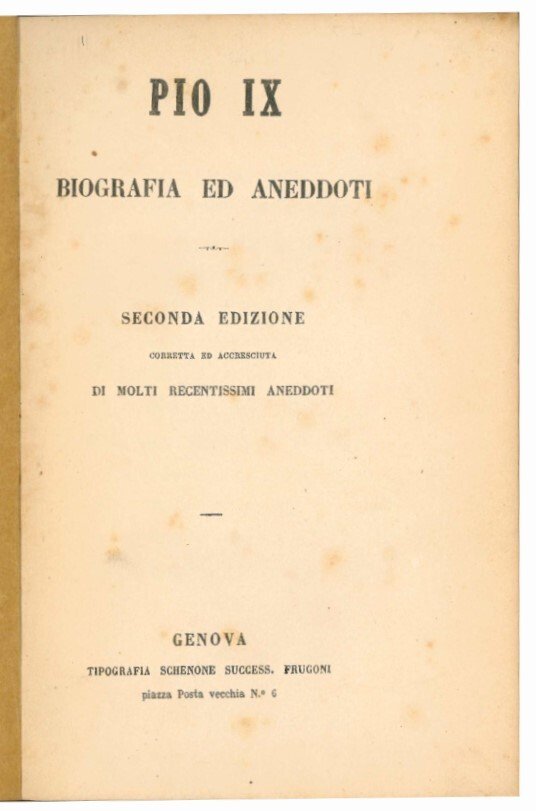 PIO IX
BIOGRAFIA ED ANEDDOTI
SECONDA EDIZIONE
CORRETTA ED ACCRESCIUTA
DI MOLTI RECENTISSIMI ANEDDOTI
GENOVA
TIPOGRAFIA SCHENONE SUCCESS. FRUGONI
piazza Posta vecchia N.º 6